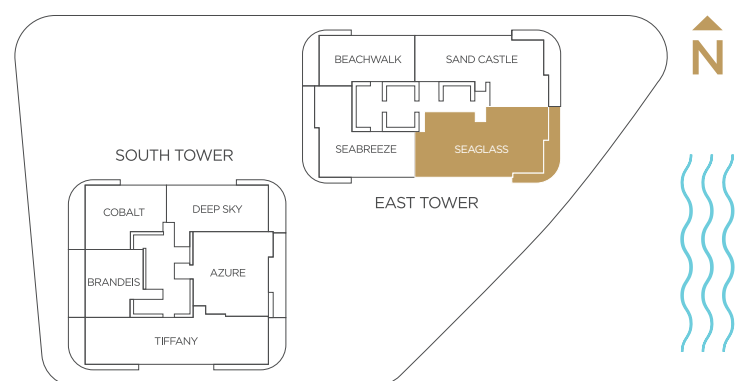 BEACHWALK
SAND CASTLE
N
SEABREEZE
SEAGLASS
SOUTH TOWER
EAST TOWER
COBALT
DEEP SKY
BRANDEIS
AZURE
TIFFANY